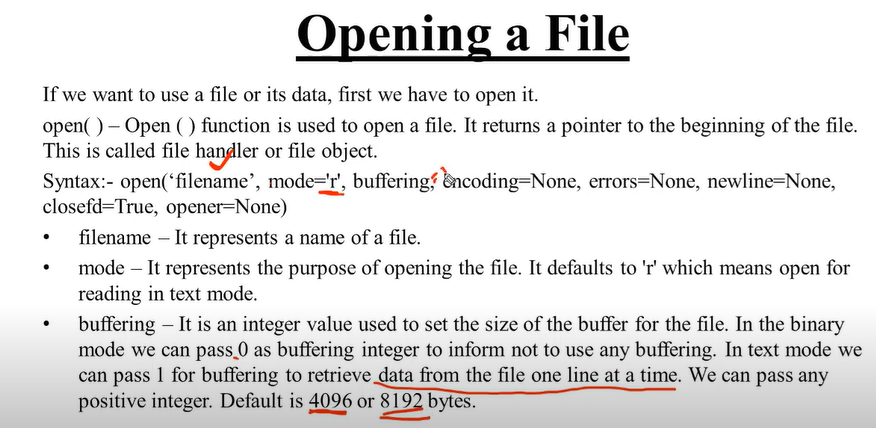 Opening a File
If we want to use a file or its data, first we have to open it.
open( ) – Open ( ) function is used to open a file. It returns a pointer to the beginning of the file.
This is called file handler or file object.
Syntax:- open(‘filename’, mode='r', buffering, encoding=None, errors=None, newline=None,
closefd=True, opener=None)
• filename – It represents a name of a file.
• mode – It represents the purpose of opening the file. It defaults to 'r' which means open for
reading in text mode.
• buffering – It is an integer value used to set the size of the buffer for the file. In the binary
mode we can pass 0 as buffering integer to inform not to use any buffering. In text mode we
can pass 1 for buffering to retrieve data from the file one line at a time. We can pass any
positive integer. Default is 4096 or 8192 bytes.